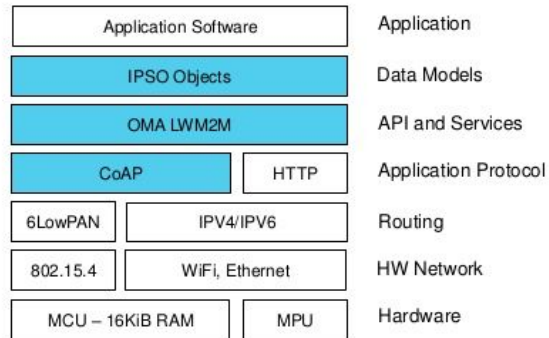 Application Software Application
IPSO Objects Data Models
OMA LWM2M API and Services
CoAP HTTP Application Protocol
6LowPAN IPV4/IPV6 Routing
802.15.4 WiFi, Ethernet HW Network
MCU – 16KiB RAM MPU Hardware